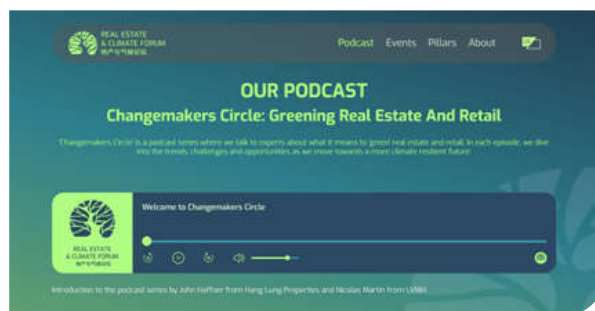 REAL ESTATE
& CLIMATE FORUM
Podcast Events Pillars About
OUR PODCAST
Changemakers Circle: Greening Real Estate And Retail
'Changemakers Circle' is a podcast series where we talk to experts about what it means to 'green' real estate and retail. In each episode, we dive
into the trends, challenges and opportunities as we move towards a more climate resilient future.
Welcome to Changemakers Circle
REAL ESTATE
& CLIMATE FORUM
Introduction to the podcast series by John Haffner from Hang Lung Properties and Nicolas Martin from LVMH.